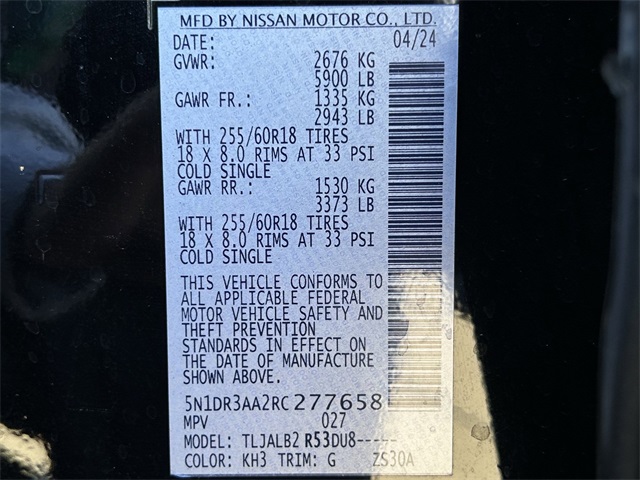 MFD BY NISSAN MOTOR CO., LTD.
DATE: 04/24
GVWR: 2676 KG
5900 LB
GAWR FR.: 1335 KG
2943 LB
WITH 255/60R18 TIRES
18 X 8.0 RIMS AT 33 PSI
COLD SINGLE
GAWR RR.: 1530 KG
3373 LB
WITH 255/60R18 TIRES
18 X 8.0 RIMS AT 33 PSI
COLD SINGLE
THIS VEHICLE CONFORMS TO
ALL APPLICABLE FEDERAL
MOTOR VEHICLE SAFETY AND
THEFT PREVENTION
STANDARDS IN EFFECT ON
THE DATE OF MANUFACTURE
SHOWN ABOVE.
5N1DR3AA2RC277658
MPV 027
MODEL: TLJALB2 R53DU8-----
COLOR: KH3 TRIM: G ZS30A